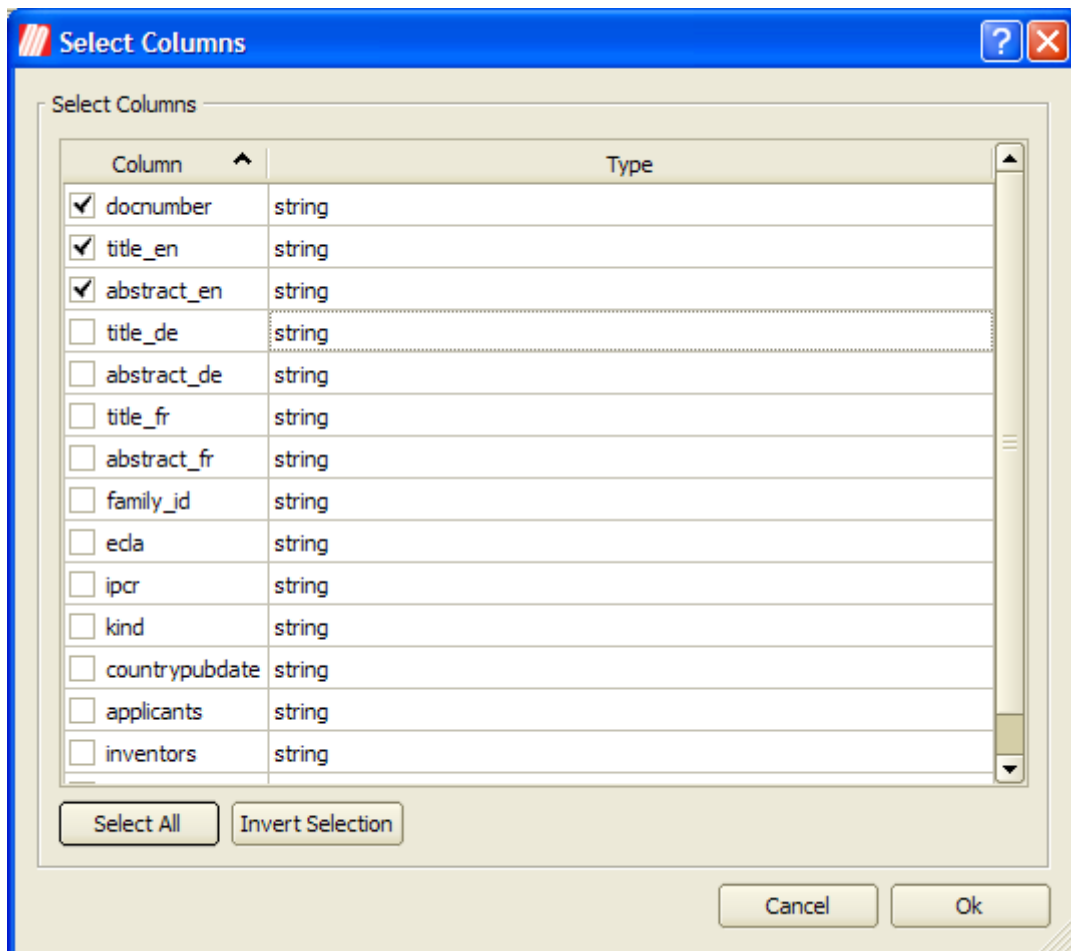 Select Columns
Select Columns
Column Type
docnumber string
title_en string
abstract_en string
title_de string
abstract_de string
title_fr string
abstract_fr string
family_id string
ecla string
ipcr string
kind string
countrypubdate string
applicants string
inventors string
Select All Invert Selection
Cancel Ok